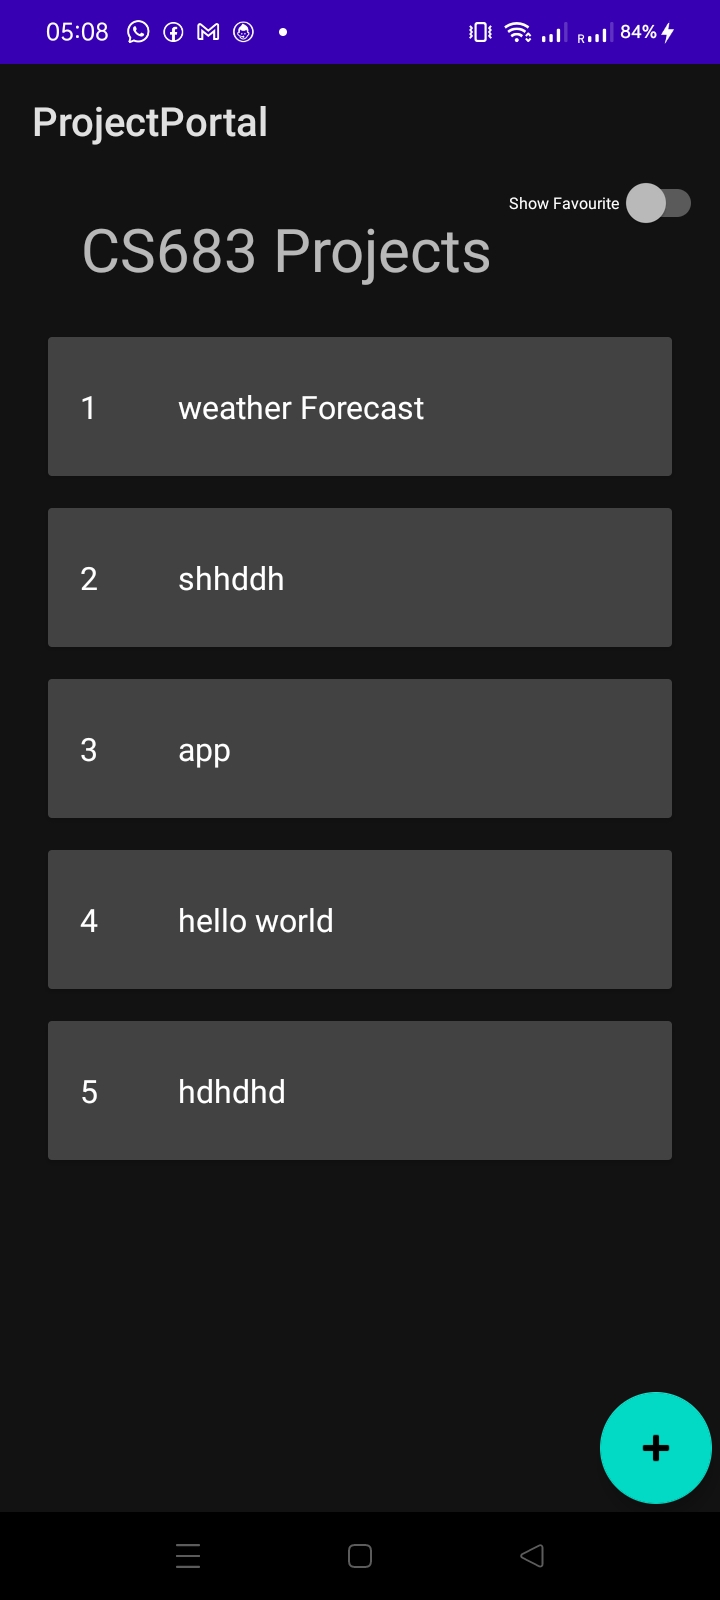 05:08 R 84%
ProjectPortal
Show Favourite
CS683 Projects
1 weather Forecast
2 shhddh
3 app
4 hello world
5 hdhdhd
+